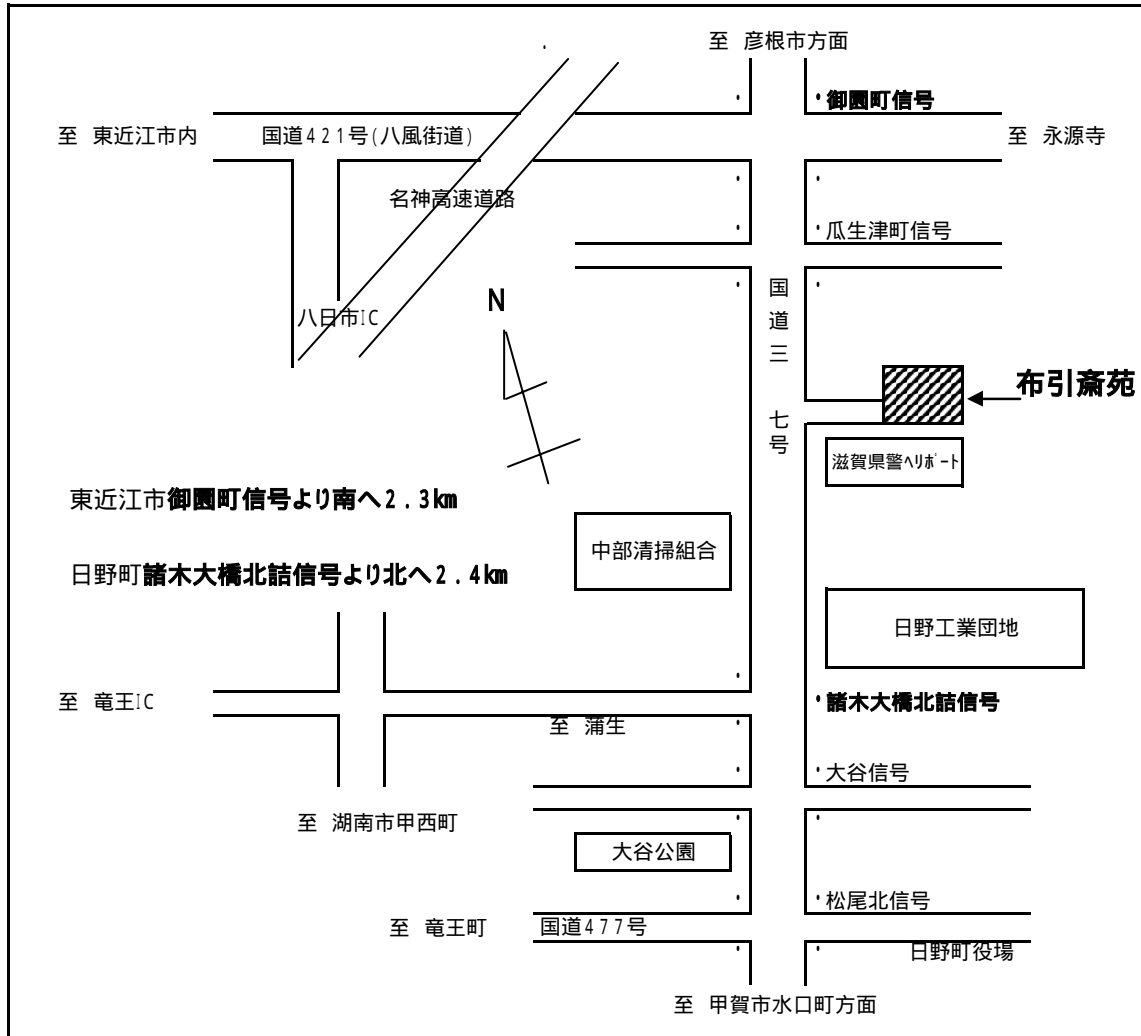 至 彦根市方面
御園町信号
至 東近江市内
国道421号(八風街道)
至 永源寺
名神高速道路
瓜生津町信号
国道三 七号
N
八日市IC
布引斎苑
滋賀県警ヘリポート
東近江市御園町信号より南へ2.3km
中部清掃組合
日野町諸木大橋北詰信号より北へ2.4km
日野工業団地
至 竜王IC
諸木大橋北詰信号
至 蒲生
大谷信号
至 湖南市甲西町
大谷公園
松尾北信号
至 竜王町
国道477号
日野町役場
至 甲賀市水口町方面